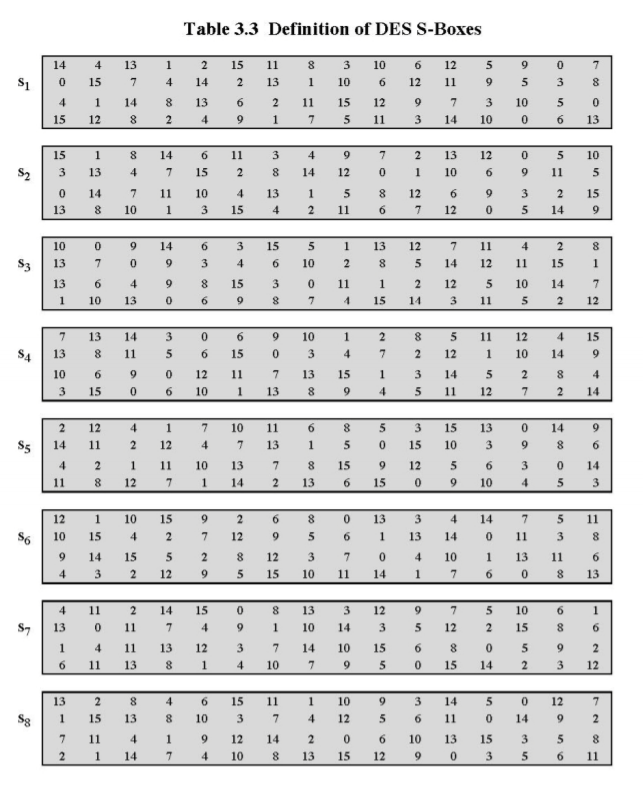 Table 3.3 Definition of DES S-Boxes
14 4 13 1 2 15 11 8 3 10 6 12 5 9 0 7
S1 0 15 7 4 14 2 13 1 10 6 12 11 9 5 3 8
4 1 14 8 13 6 2 11 15 12 9 7 3 10 5 0
15 12 8 2 4 9 1 7 5 11 3 14 10 0 6 13
15 1 8 14 6 11 3 4 9 7 2 13 12 0 5 10
S2 3 13 4 7 15 2 8 14 12 0 1 10 6 9 11 5
0 14 7 11 10 4 13 1 5 8 12 6 9 3 2 15
13 8 10 1 3 15 4 2 11 6 7 12 0 5 14 9
10 0 9 14 6 3 15 5 1 13 12 7 11 4 2 8
S3 13 7 0 9 3 4 6 10 2 8 5 14 12 11 15 1
13 6 4 9 8 15 3 0 11 1 2 12 5 10 14 7
1 10 13 0 6 9 8 7 4 15 14 3 11 5 2 12
7 13 14 3 0 6 9 10 1 2 8 5 11 12 4 15
S4 13 8 11 5 6 15 0 3 4 7 2 12 1 10 14 9
10 6 9 0 12 11 7 13 15 1 3 14 5 2 8 4
3 15 0 6 10 1 13 8 9 4 5 11 12 7 2 14
2 12 4 1 7 10 11 6 8 5 3 15 13 0 14 9
S5 14 11 2 12 4 7 13 1 5 0 15 10 3 9 8 6
4 2 1 11 10 13 7 8 15 9 12 5 6 3 0 14
11 8 12 7 1 14 2 13 6 15 0 9 10 4 5 3
12 1 10 15 9 2 6 8 0 13 3 4 14 7 5 11
S6 10 15 4 2 7 12 9 5 6 1 13 14 0 11 3 8
9 14 15 5 2 8 12 3 7 0 4 10 1 13 11 6
4 3 2 12 9 5 15 10 11 14 1 7 6 0 8 13
4 11 2 14 15 0 8 13 3 12 9 7 5 10 6 1
S7 13 0 11 7 4 9 1 10 14 3 5 12 2 15 8 6
1 4 11 13 12 3 7 14 10 15 6 8 0 5 9 2
6 11 13 8 1 4 10 7 9 5 0 15 14 2 3 12
13 2 8 4 6 15 11 1 10 9 3 14 5 0 12 7
S8 1 15 13 8 10 3 7 4 12 5 6 11 0 14 9 2
7 11 4 1 9 12 14 2 0 6 10 13 15 3 5 8
2 1 14 7 4 10 8 13 15 12 9 0 3 5 6 11